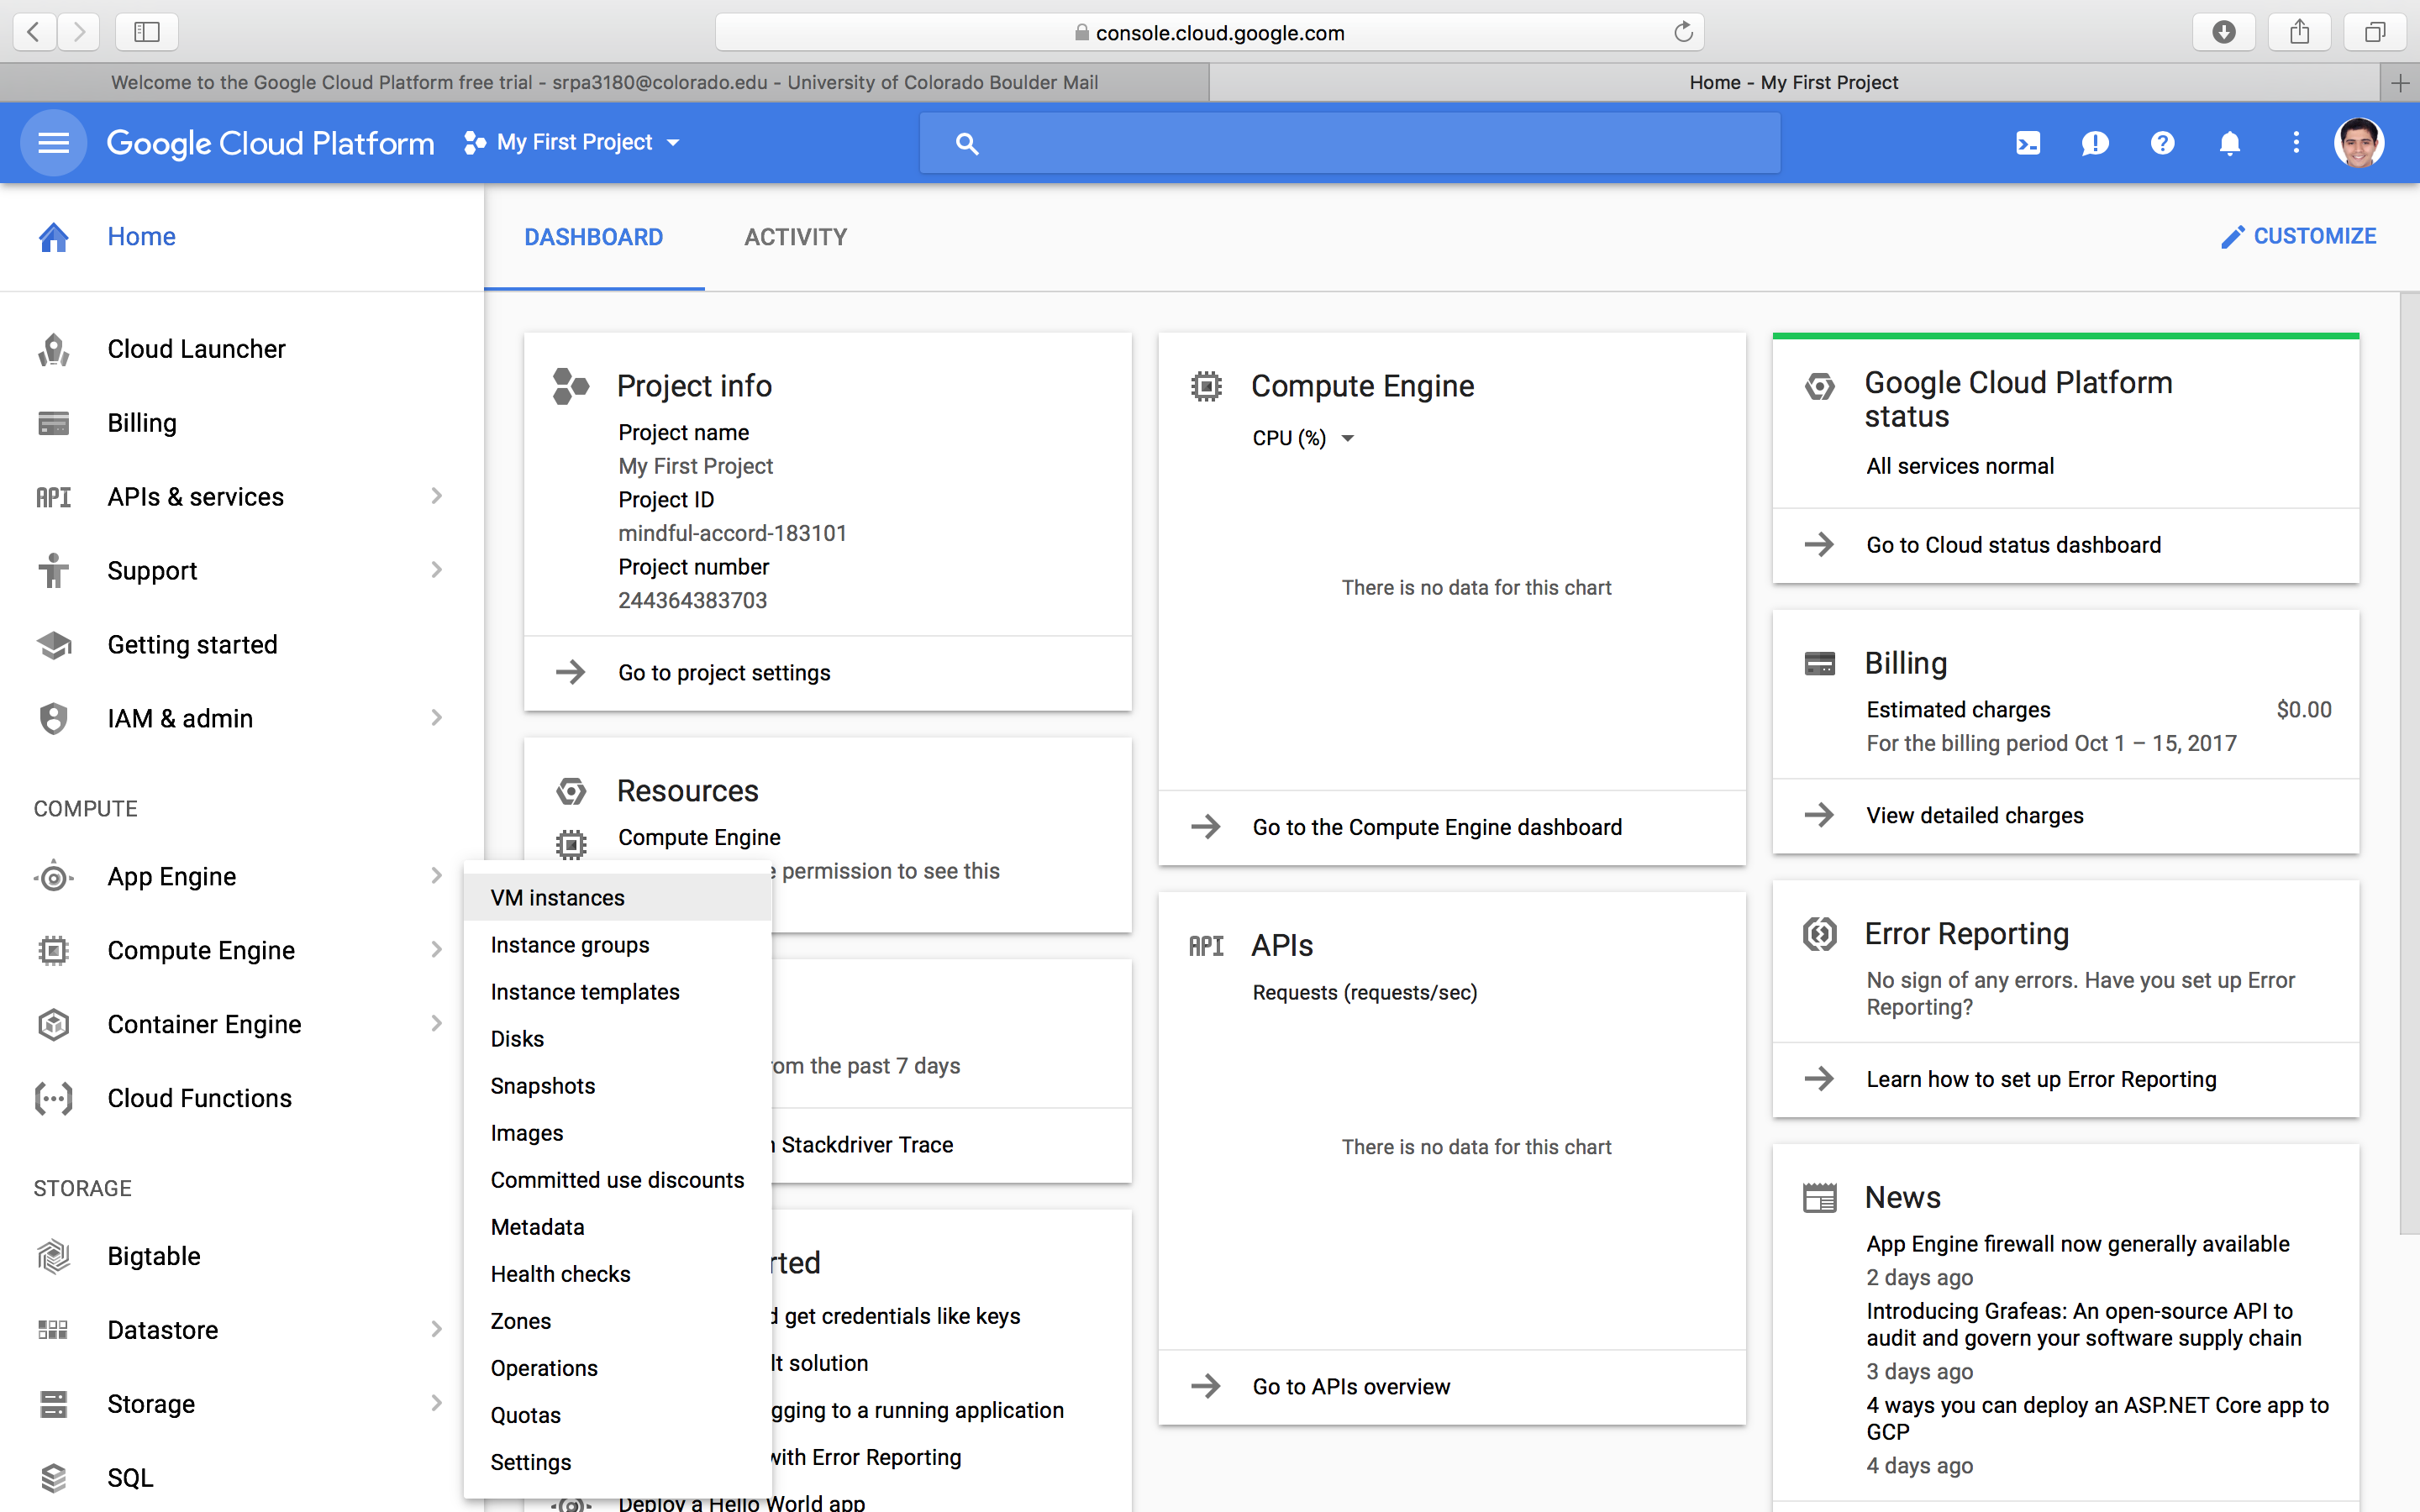 console.cloud.google.com
Welcome to the Google Cloud Platform free trial - srpa3180@colorado.edu - University of Colorado Boulder Mail
Home - My First Project
Google Cloud Platform
My First Project
Home
DASHBOARD
ACTIVITY
CUSTOMIZE
Cloud Launcher
Billing
API
APIs & services
Support
Getting started
IAM & admin
COMPUTE
App Engine
Compute Engine
Container Engine
Cloud Functions
STORAGE
Bigtable
Datastore
Storage
SQL
VM instances
Instance groups
Instance templates
Disks
Snapshots
Images
Committed use discounts
Metadata
Health checks
Zones
Operations
Quotas
Settings
Project info
Project name
My First Project
Project ID
mindful-accord-183101
Project number
244364383703
Go to project settings
Resources
Compute Engine
permission to see this
om the past 7 days
Stackdriver Trace
rted
get credentials like keys
lt solution
gging to a running application
with Error Reporting
Deploy a Hello World app
Compute Engine
CPU (%)
There is no data for this chart
Go to the Compute Engine dashboard
API
APIs
Requests (requests/sec)
There is no data for this chart
Go to APIs overview
Google Cloud Platform
status
All services normal
Go to Cloud status dashboard
Billing
Estimated charges
$0.00
For the billing period Oct 1 – 15, 2017
View detailed charges
Error Reporting
No sign of any errors. Have you set up Error
Reporting?
Learn how to set up Error Reporting
News
App Engine firewall now generally available
2 days ago
Introducing Grafeas: An open-source API to
audit and govern your software supply chain
3 days ago
4 ways you can deploy an ASP.NET Core app to
GCP
4 days ago